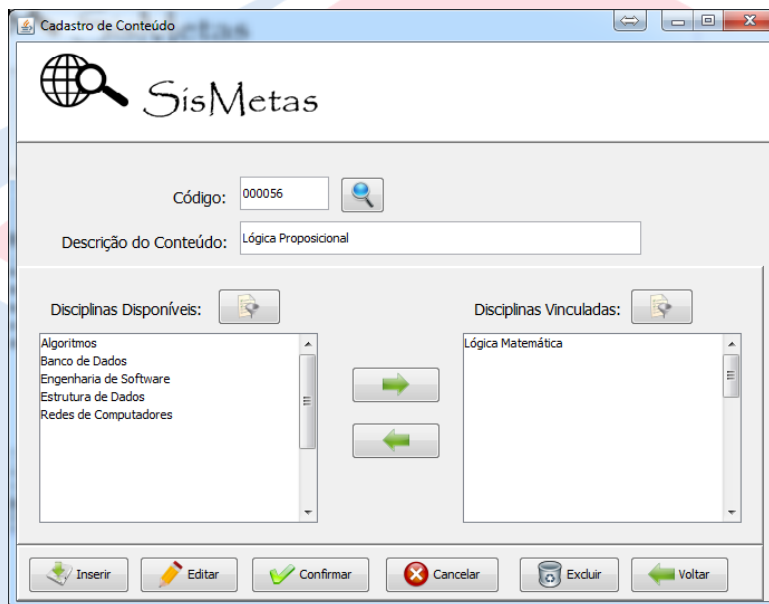 Cadastro de Conteúdo
SisMetas
Código: 000056
Descrição do Conteúdo: Lógica Proposicional
Disciplinas Disponíveis: Disciplinas Vinculadas:
Algoritmos
Banco de Dados
Engenharia de Software
Estrutura de Dados
Redes de Computadores
Lógica Matemática
Inserir Editar Confirmar Cancelar Excluir Voltar